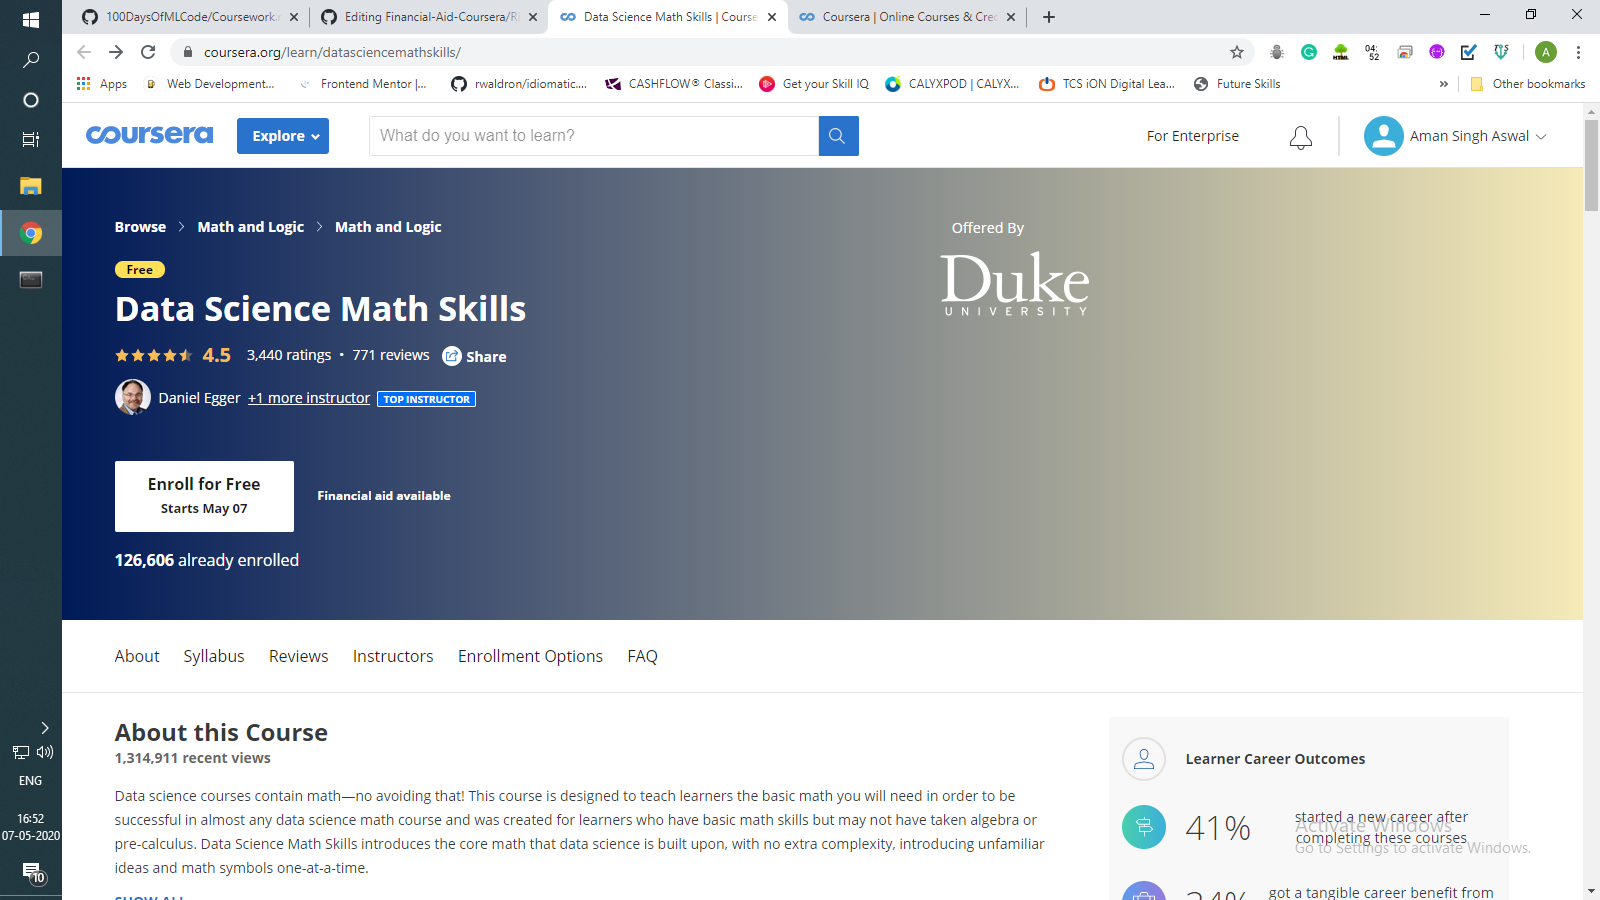 100DaysOfMLCode/Coursework.
Editing Financial-Aid-Coursera/R
Data Science Math Skills | Course
Coursera | Online Courses & Cre
coursera.org/learn/datasciencemathskills/
04:
52
A
Apps
Web Development...
Frontend Mentor |...
rwaldron/idiomatic....
CASHFLOW® Classi...
Get your Skill IQ
CALYXPOD | CALYX...
TCS iON Digital Lea...
Future Skills
»
Other bookmarks
coursera
Explore
What do you want to learn?
For Enterprise
Aman Singh Aswal
Browse
Math and Logic
Math and Logic
Offered By
Duke
UNIVERSITY
Free
Data Science Math Skills
4.5
3,440 ratings • 771 reviews
Share
Daniel Egger +1 more instructor TOP INSTRUCTOR
Enroll for Free
Starts May 07
Financial aid available
126,606 already enrolled
About
Syllabus
Reviews
Instructors
Enrollment Options
FAQ
About this Course
1,314,911 recent views
Data science courses contain math—no avoiding that! This course is designed to teach learners the basic math you will need in order to be
successful in almost any data science math course and was created for learners who have basic math skills but may not have taken algebra or
pre-calculus. Data Science Math Skills introduces the core math that data science is built upon, with no extra complexity, introducing unfamiliar
ideas and math symbols one-at-a-time.
SHOW ALL
Learner Career Outcomes
41%
started a new career after
completing these courses
34%
got a tangible career benefit from
Activate Windows
Go to Settings to activate Windows.
ENG
16:52
07-05-2020
10